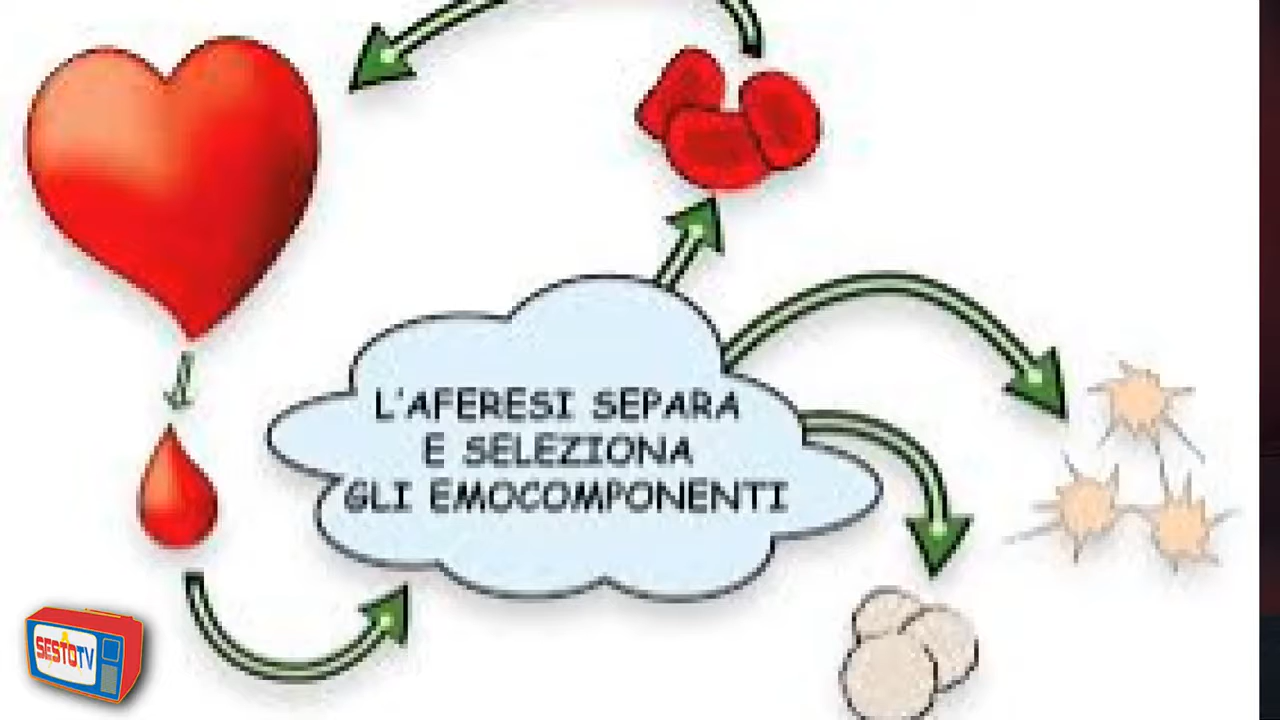 L'AFERESI SEPARA
E SELEZIONA
GLI EMOCOMPONENTI
SESTOTV